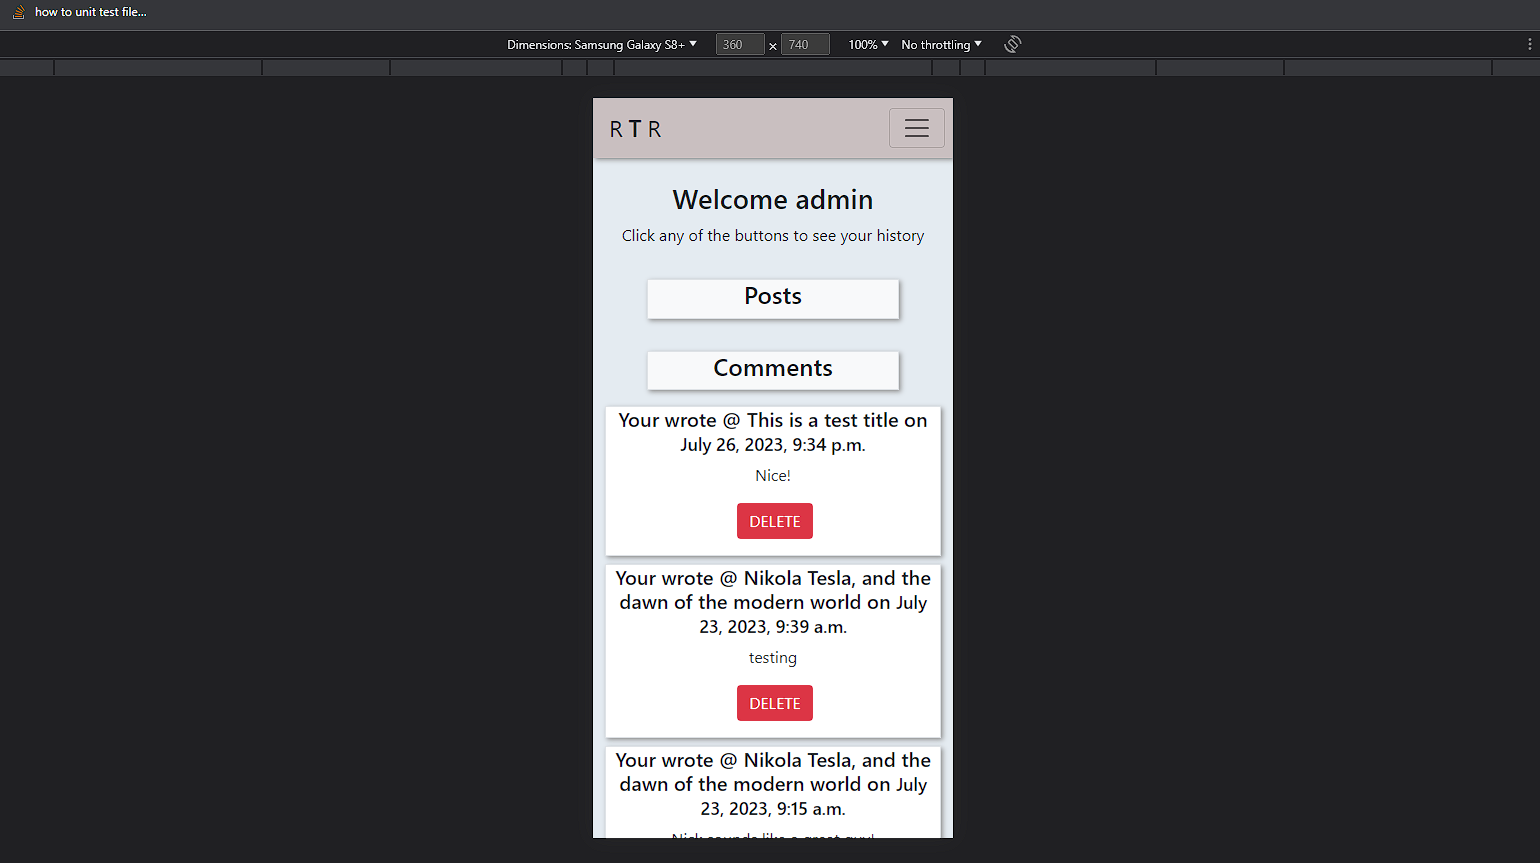 how to unit test file...
Dimensions: Samsung Galaxy S8+
360 x 740
100%
No throttling
R T R
Welcome admin
Click any of the buttons to see your history
Posts
Comments
Your wrote @ This is a test title on
July 26, 2023, 9:34 p.m.
Nice!
DELETE
Your wrote @ Nikola Tesla, and the
dawn of the modern world on July
23, 2023, 9:39 a.m.
testing
DELETE
Your wrote @ Nikola Tesla, and the
dawn of the modern world on July
23, 2023, 9:15 a.m.